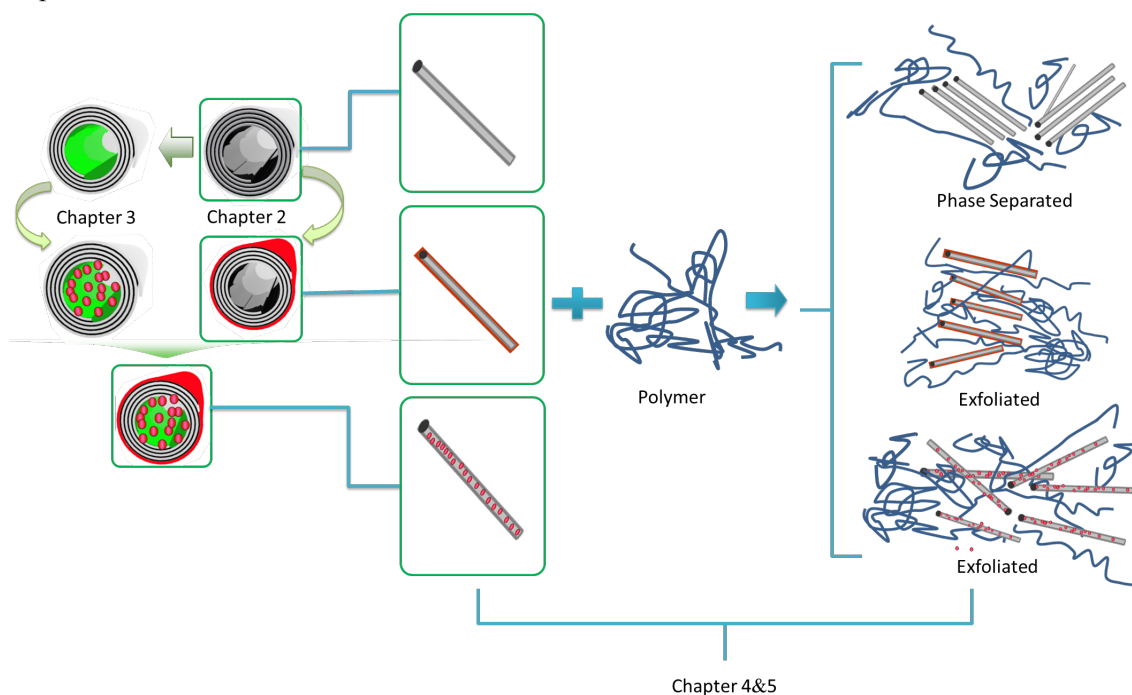 Phase Separated
Chapter 3
Chapter 2
Polymer
Exfoliated
Exfoliated
Chapter 4&5